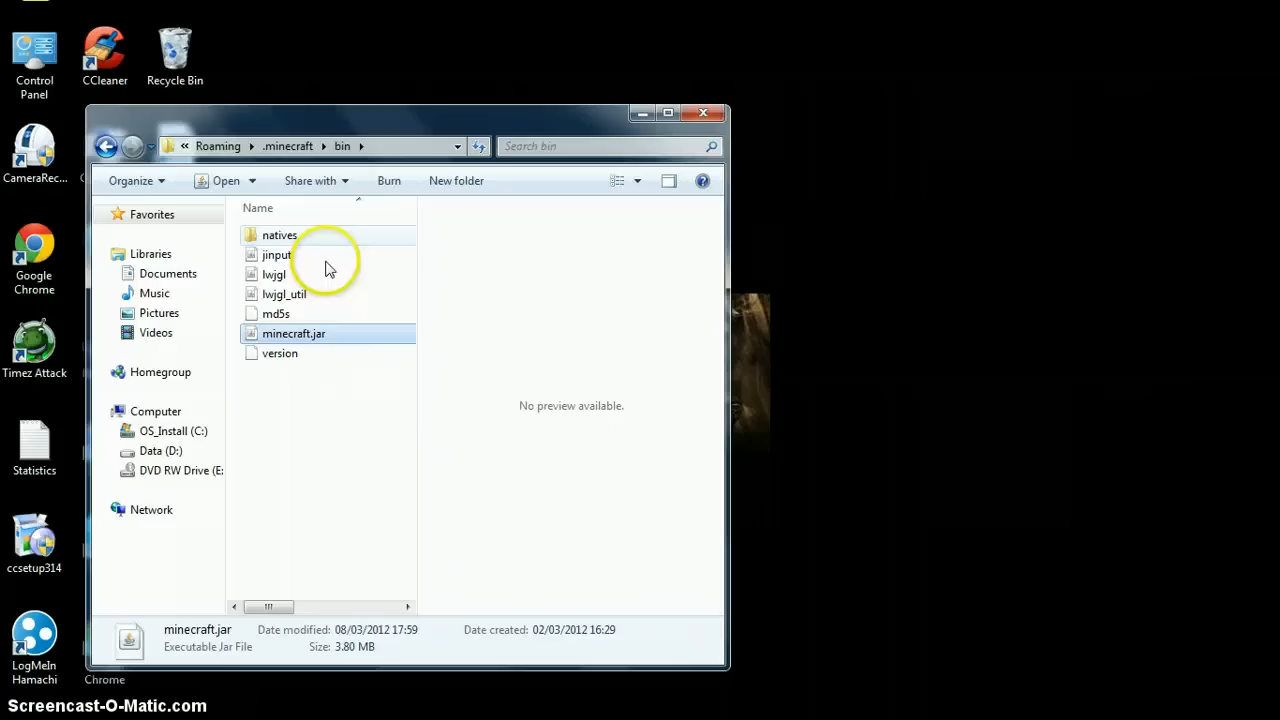 Control
Panel
CCleaner
Recycle Bin
CameraRec...
Google
Chrome
Timez Attack
Statistics
ccsetup314
LogMeIn
Hamachi
Chrome
« Roaming ▸ .minecraft ▸ bin ▸
Search bin
Organize
Open
Share with
Burn
New folder
Favorites
Libraries
Documents
Music
Pictures
Videos
Homegroup
Computer
OS_Install (C:)
Data (D:)
DVD RW Drive (E:
Network
Name
natives
jinput
lwjgl
lwjgl_util
md5s
minecraft.jar
version
No preview available.
minecraft.jar Date modified: 08/03/2012 17:59 Date created: 02/03/2012 16:29
Executable Jar File Size: 3.80 MB
Screencast-O-Matic.com